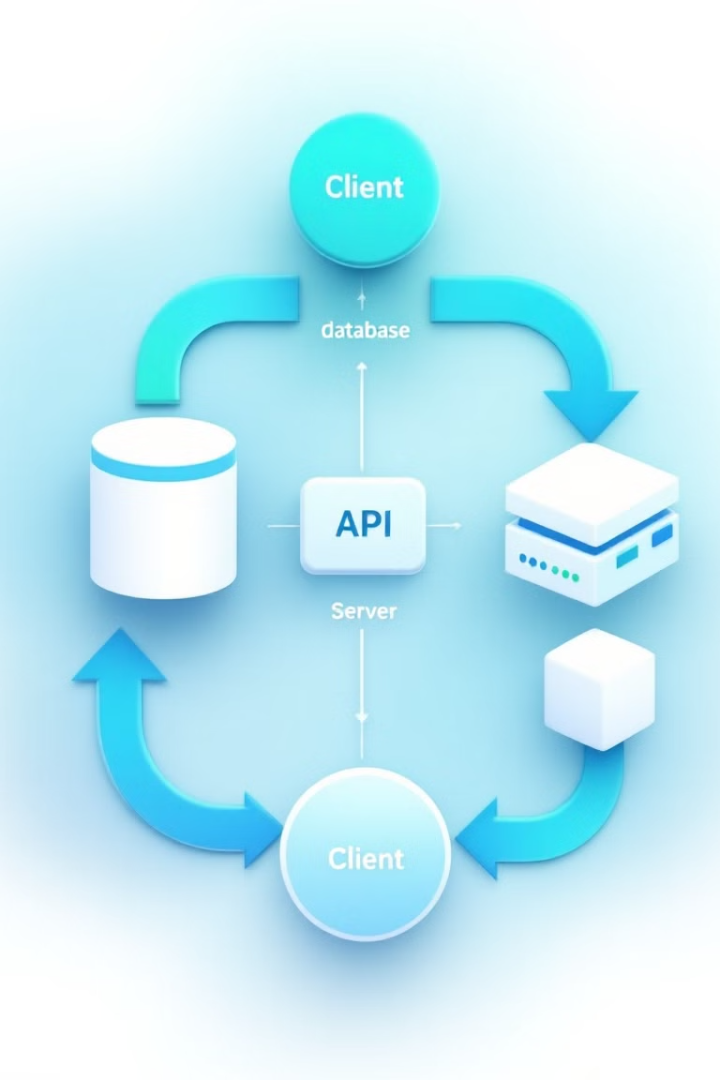 Client
database
API
Server
Client